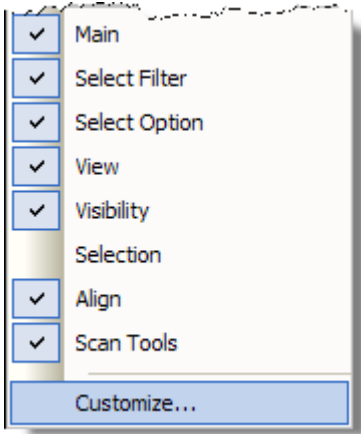 Main
Select Filter
Select Option
View
Visibility
Selection
Align
Scan Tools
Customize...